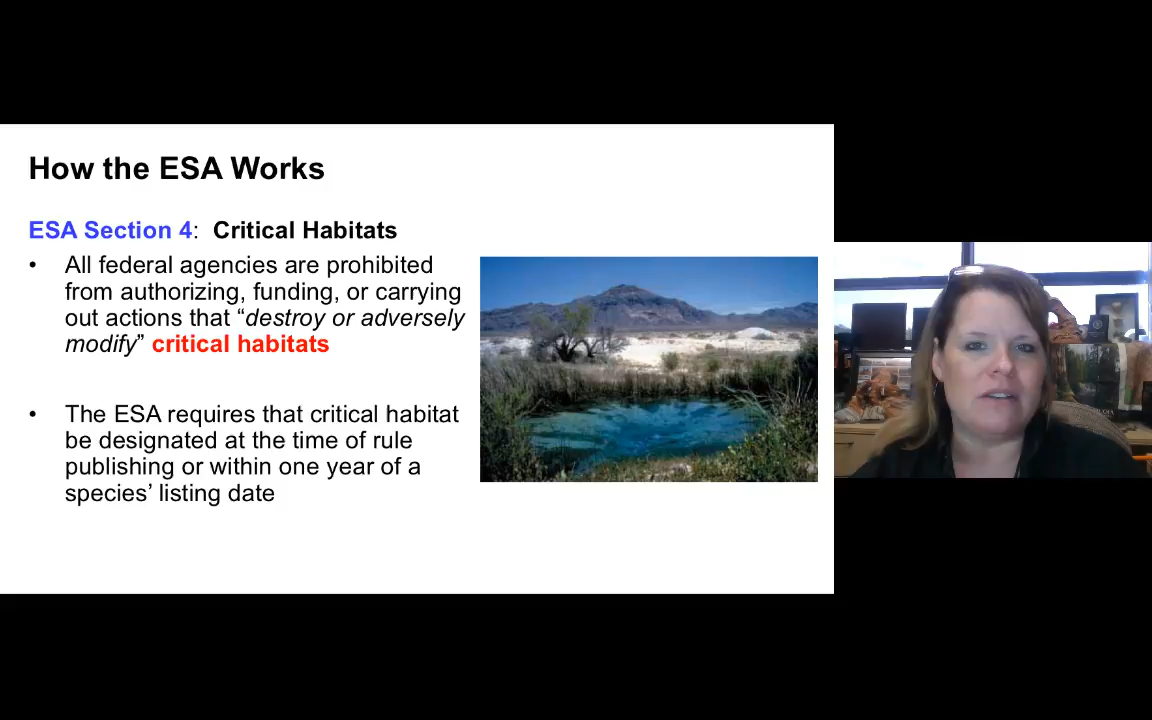 How the ESA Works
ESA Section 4:  Critical Habitats
• All federal agencies are prohibited
from authorizing, funding, or carrying
out actions that “destroy or adversely
modify” critical habitats
• The ESA requires that critical habitat
be designated at the time of rule
publishing or within one year of a
species’ listing date